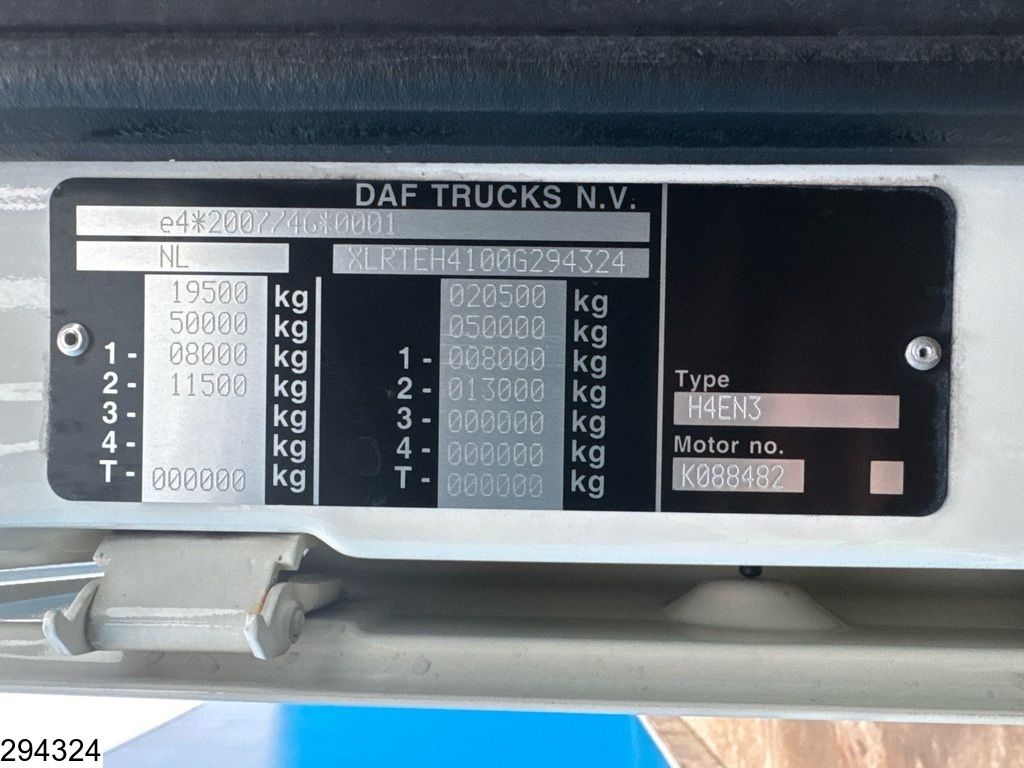 DAF TRUCKS N.V.
e4*2007/46*0001
NL XLRTEH4100G294324
19500 kg 020500 kg
50000 kg 050000 kg
1 - 08000 kg 1 - 008000 kg
2 - 11500 kg 2 - 013000 kg
3 - kg 3 - 000000 kg
4 - kg 4 - 000000 kg
T - 000000 kg T - 000000 kg
Type
H4EN3
Motor no.
K088482
294324